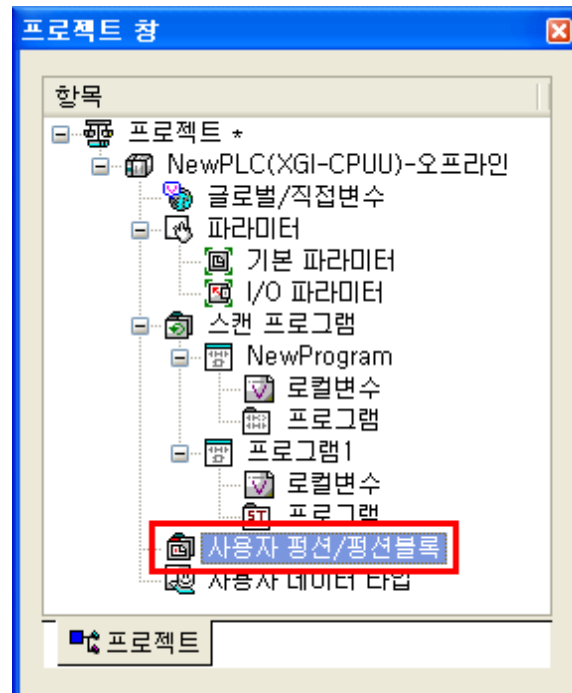 프로젝트 창
항목
프로젝트 *
NewPLC(XGI-CPUU)-오프라인
글로벌/직접변수
파라미터
기본 파라미터
I/O 파라미터
스캔 프로그램
NewProgram
로컬변수
프로그램
프로그램1
로컬변수
ST 프로그램
사용자 펑션/펑션블록
사용자 데이터 타입
프로젝트